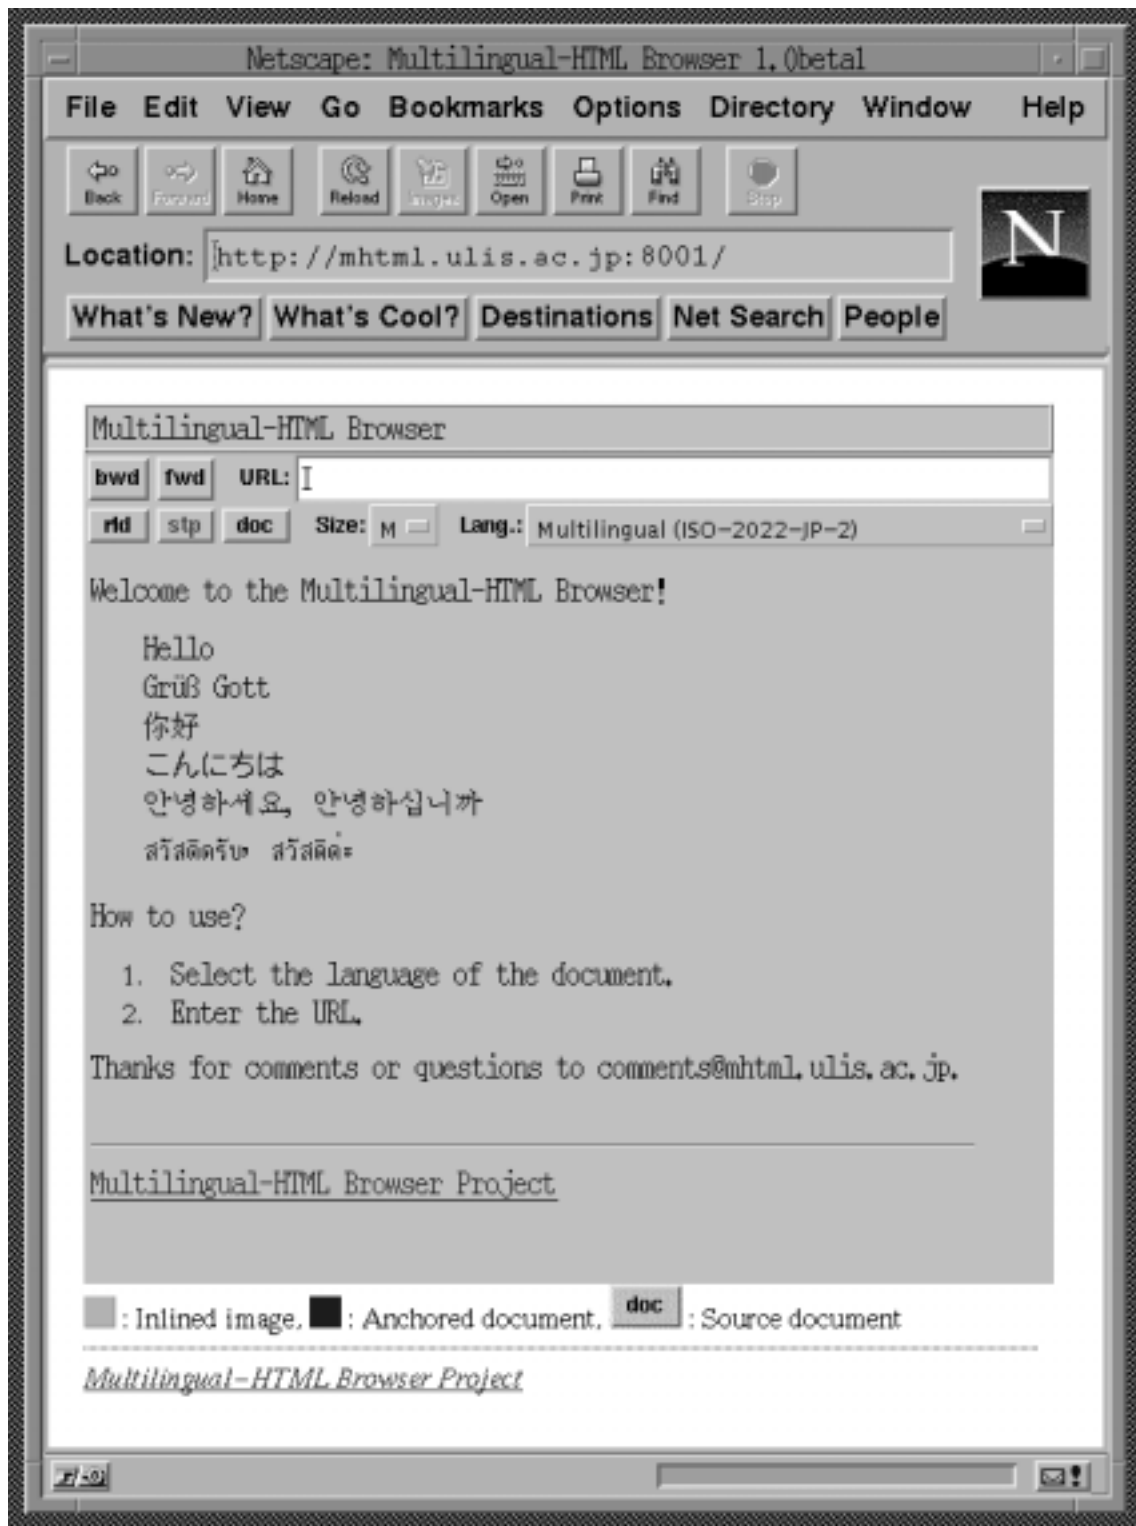 Netscape: Multilingual-HTML Browser 1.0beta1
File Edit View Go Bookmarks Options Directory Window Help
Back Forward Home Reload Images Open Print Find Stop
N
Location: http://mhtml.ulis.ac.jp:8001/
What's New? What's Cool? Destinations Net Search People
Multilingual-HTML Browser
bwd fwd URL:
rld stp doc Size: M Lang.: Multilingual (ISO-2022-JP-2)
Welcome to the Multilingual-HTML Browser!
Hello
Grüß Gott
你好
こんにちは
안녕하세요, 안녕하십니까
How to use?
1. Select the language of the document.
2. Enter the URL.
Thanks for comments or questions to comments@mhtml.ulis.ac.jp.
Multilingual-HTML Browser Project
: Inlined image, : Anchored document, doc : Source document
Multilingual-HTML Browser Project